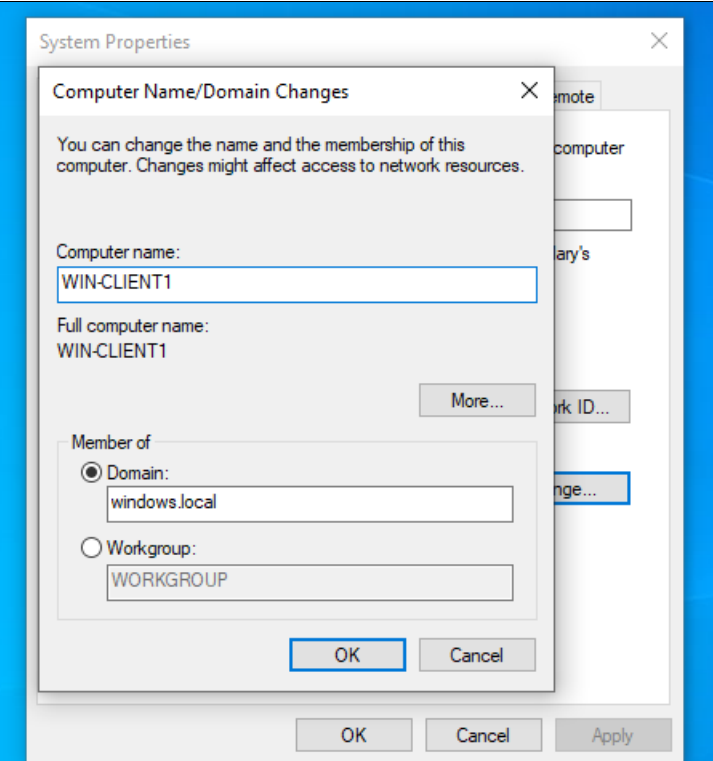 System Properties
Computer Name/Domain Changes
emote
You can change the name and the membership of this
computer. Changes might affect access to network resources.
computer
Computer name:
lary's
WIN-CLIENT1
Full computer name:
WIN-CLIENT1
More...
ork ID...
Member of
Domain:
nge...
windows.local
Workgroup:
WORKGROUP
OK
Cancel
OK
Cancel
Apply